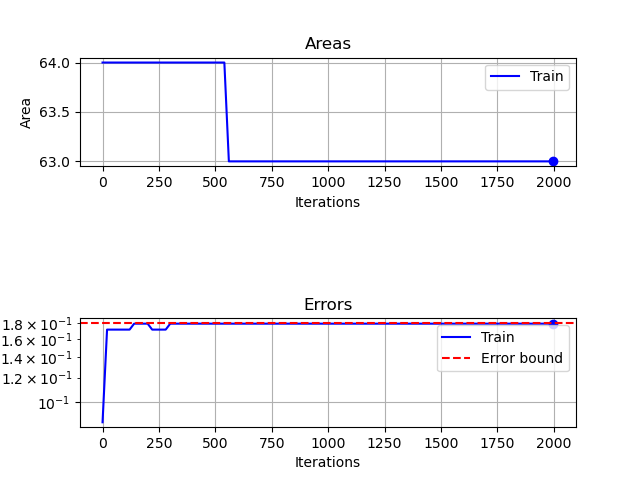 Areas
64.0
63.5
63.0
Area
Train
0 250 500 750 1000 1250 1500 1750 2000
Iterations
Errors
1.8 × 10⁻¹
1.6 × 10⁻¹
1.4 × 10⁻¹
1.2 × 10⁻¹
10⁻¹
Train
Error bound
0 250 500 750 1000 1250 1500 1750 2000
Iterations